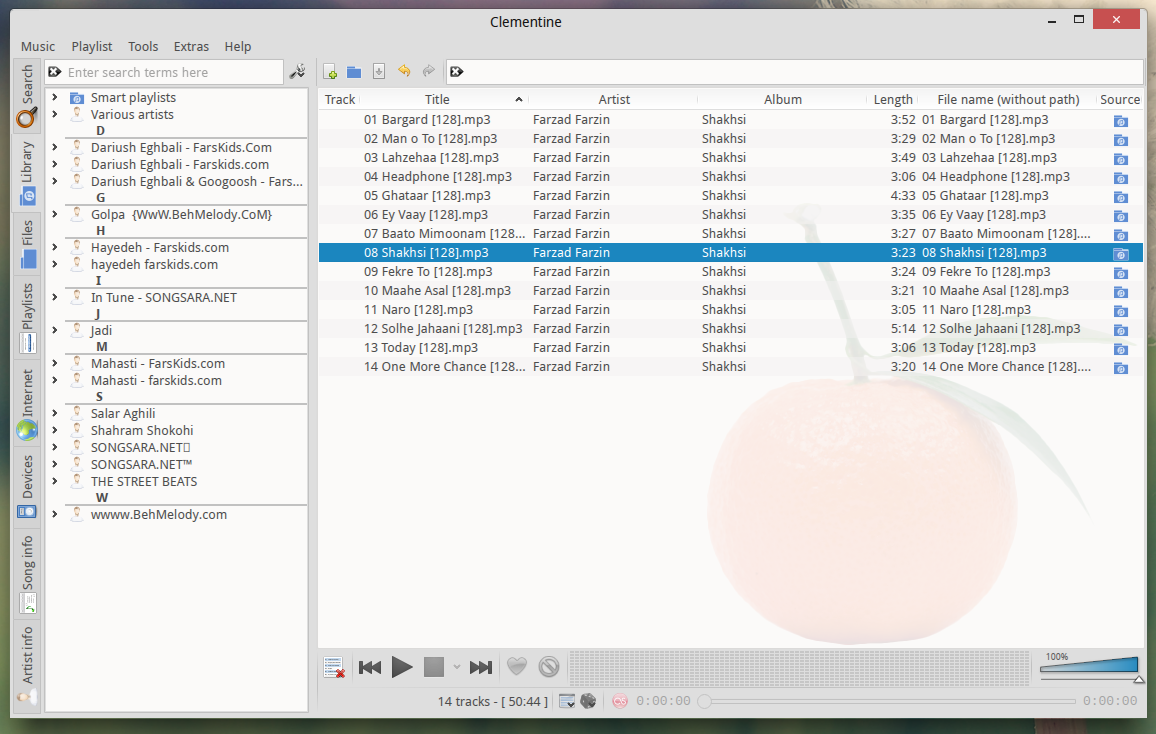 Clementine
Music Playlist Tools Extras Help
Enter search terms here
Search
Library
Files
Playlists
Internet
Devices
Song info
Artist info
Smart playlists
Various artists
D
Dariush Eghbali - FarsKids.Com
Dariush Eghbali - Farskids.com
Dariush Eghbali & Googoosh - Fars...
G
Golpa {WwW.BehMelody.CoM}
H
Hayedeh - Farskids.com
hayedeh farskids.com
I
In Tune - SONGSARA.NET
J
Jadi
M
Mahasti - FarsKids.com
Mahasti - farskids.com
S
Salar Aghili
Shahram Shokohi
SONGSARA.NET
SONGSARA.NET™
THE STREET BEATS
W
wwww.BehMelody.com
Track Title Artist Album Length File name (without path) Source
01 Bargard [128].mp3 Farzad Farzin Shakhsi 3:52 01 Bargard [128].mp3
02 Man o To [128].mp3 Farzad Farzin Shakhsi 3:29 02 Man o To [128].mp3
03 Lahzehaa [128].mp3 Farzad Farzin Shakhsi 3:49 03 Lahzehaa [128].mp3
04 Headphone [128].mp3 Farzad Farzin Shakhsi 3:06 04 Headphone [128].mp3
05 Ghataar [128].mp3 Farzad Farzin Shakhsi 4:33 05 Ghataar [128].mp3
06 Ey Vaay [128].mp3 Farzad Farzin Shakhsi 3:35 06 Ey Vaay [128].mp3
07 Baato Mimoonam [128... Farzad Farzin Shakhsi 3:27 07 Baato Mimoonam [128]....
08 Shakhsi [128].mp3 Farzad Farzin Shakhsi 3:23 08 Shakhsi [128].mp3
09 Fekre To [128].mp3 Farzad Farzin Shakhsi 3:24 09 Fekre To [128].mp3
10 Maahe Asal [128].mp3 Farzad Farzin Shakhsi 3:21 10 Maahe Asal [128].mp3
11 Naro [128].mp3 Farzad Farzin Shakhsi 3:05 11 Naro [128].mp3
12 Solhe Jahaani [128].mp3 Farzad Farzin Shakhsi 5:14 12 Solhe Jahaani [128].mp3
13 Today [128].mp3 Farzad Farzin Shakhsi 3:06 13 Today [128].mp3
14 One More Chance [128... Farzad Farzin Shakhsi 3:20 14 One More Chance [128]....
100%
14 tracks - [ 50:44 ] 0:00:00 0:00:00